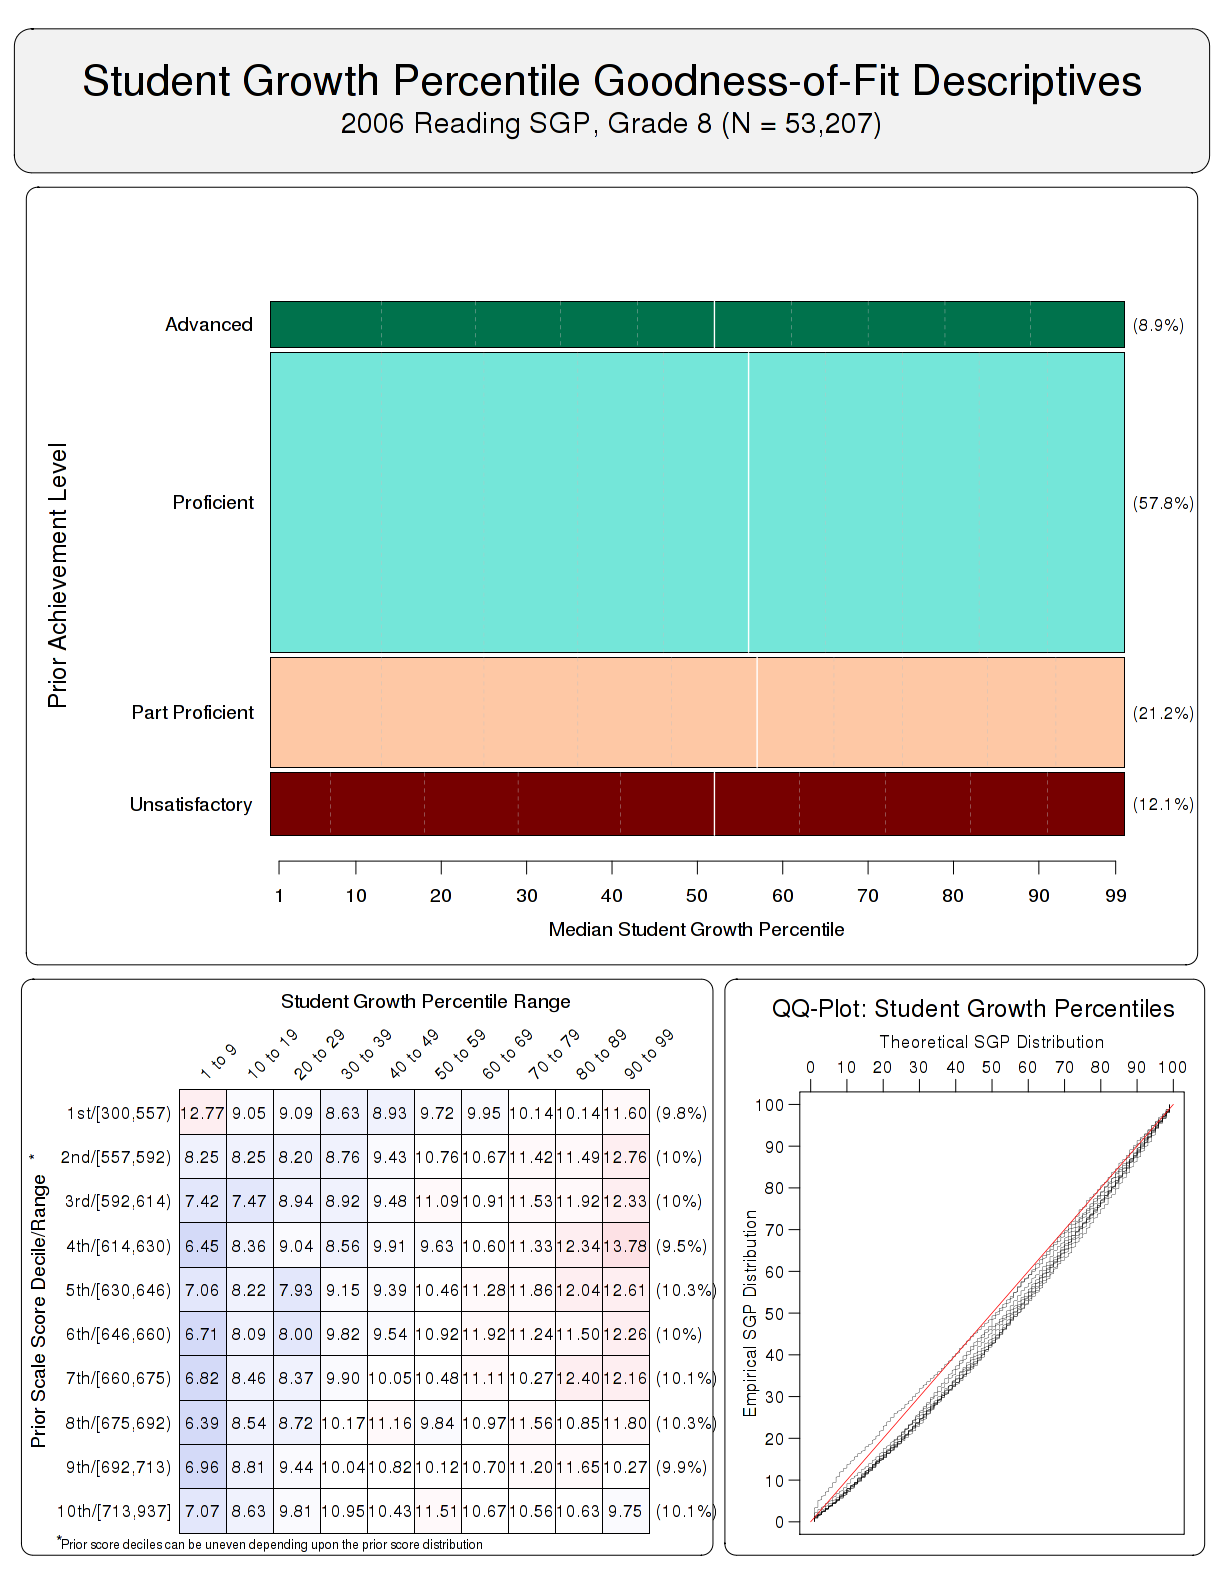 Student Growth Percentile Goodness-of-Fit Descriptives
2006 Reading SGP, Grade 8 (N = 53,207)
Prior Achievement Level
Advanced (8.9%)
Proficient (57.8%)
Part Proficient (21.2%)
Unsatisfactory (12.1%)
1 10 20 30 40 50 60 70 80 90 99
Median Student Growth Percentile
Student Growth Percentile Range
1 to 9 10 to 19 20 to 29 30 to 39 40 to 49 50 to 59 60 to 69 70 to 79 80 to 89 90 to 99
Prior Scale Score Decile/Range *
1st/[300,557) 12.77 9.05 9.09 8.63 8.93 9.72 9.95 10.14 10.14 11.60 (9.8%)
2nd/[557,592) 8.25 8.25 8.20 8.76 9.43 10.76 10.67 11.42 11.49 12.76 (10%)
3rd/[592,614) 7.42 7.47 8.94 8.92 9.48 11.09 10.91 11.53 11.92 12.33 (10%)
4th/[614,630) 6.45 8.36 9.04 8.56 9.91 9.63 10.60 11.33 12.34 13.78 (9.5%)
5th/[630,646) 7.06 8.22 7.93 9.15 9.39 10.46 11.28 11.86 12.04 12.61 (10.3%)
6th/[646,660) 6.71 8.09 8.00 9.82 9.54 10.92 11.92 11.24 11.50 12.26 (10%)
7th/[660,675) 6.82 8.46 8.37 9.90 10.05 10.48 11.11 10.27 12.40 12.16 (10.1%)
8th/[675,692) 6.39 8.54 8.72 10.17 11.16 9.84 10.97 11.56 10.85 11.80 (10.3%)
9th/[692,713) 6.96 8.81 9.44 10.04 10.82 10.12 10.70 11.20 11.65 10.27 (9.9%)
10th/[713,937] 7.07 8.63 9.81 10.95 10.43 11.51 10.67 10.56 10.63 9.75 (10.1%)
*Prior score deciles can be uneven depending upon the prior score distribution
QQ-Plot: Student Growth Percentiles
Theoretical SGP Distribution
0 10 20 30 40 50 60 70 80 90 100
Empirical SGP Distribution
100
90
80
70
60
50
40
30
20
10
0